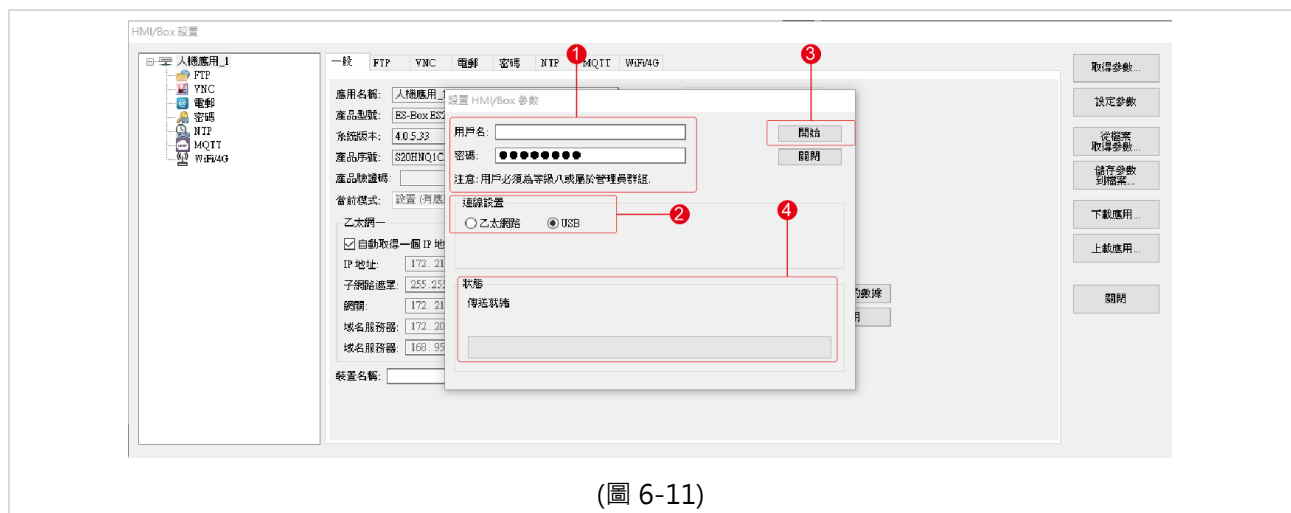 HMI/Box 設置
人機應用_1
FTP
VNC
電郵
密碼
NTP
MQTT
WiFi/4G
一般 FTP VNC 電郵 密碼 NTP MQTT WiFi/4G
應用名稱: 人機應用_1
產品型號: ES-Box ES2
系統版本: 4.0.5.33
產品序號: S20HNQ1C
產品驗證碼:
當前模式: 設置 (有應
乙太網一
自動取得一個 IP 地
IP 地址: 172. 21
子網路遮罩: 255. 255
網關: 172. 21
域名服務器: 172. 20
域名服務器: 168. 95
裝置名稱:
設置 HMI/Box 參數
1
用戶名:
密碼: ●●●●●●●●
注意: 用戶必須為等級八或屬於管理員群組.
3
開始
關閉
連線設置
乙太網路 USB
2
4
狀態
傳送就緒
的數據
用
取得參數...
設定參數
從檔案
取得參數...
儲存參數
到檔案...
下載應用...
上載應用...
關閉
(圖 6-11)